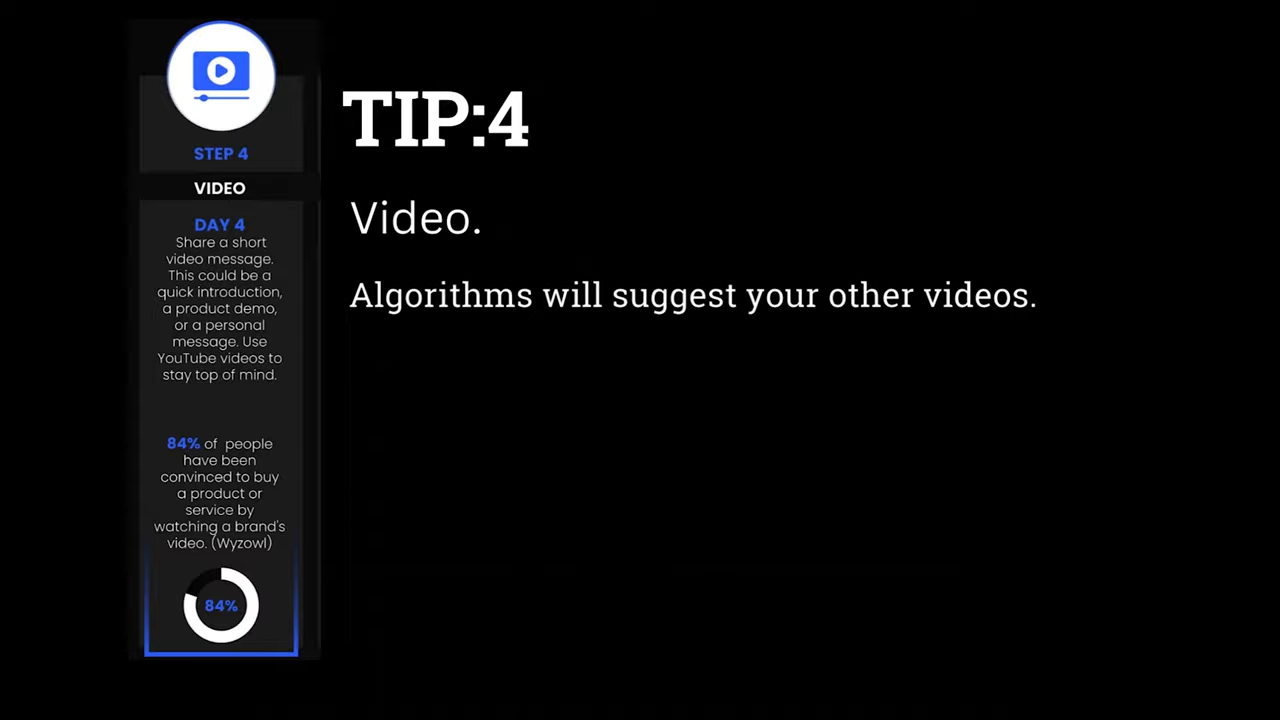 STEP 4
VIDEO
DAY 4
Share a short
video message.
This could be a
quick introduction,
a product demo,
or a personal
message. Use
YouTube videos to
stay top of mind.
84% of people
have been
convinced to buy
a product or
service by
watching a brand's
video. (Wyzowl)
84%
TIP:4
Video.
Algorithms will suggest your other videos.